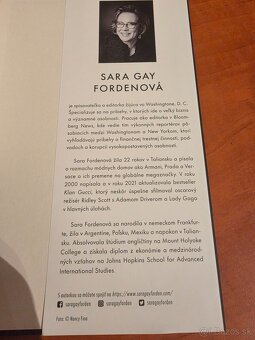 SARA GAY
FORDENOVÁ
je spisovateľka a editorka žijúca vo Washingtone, D. C.
Špecializuje sa na príbehy, v ktorých ide o veľký biznis
a významné osobnosti. Pracuje ako editorka v Bloom-
berg News, kde vedie tím výkonných reportérov pô-
sobiacich medzi Washingtonom a New Yorkom, ktorí
vyhľadávajú príbehy o finančnej trestnej činnosti, pod-
vodoch a korupcii vysokopostavených osobností.
Sara Fordenová žila 22 rokov v Taliansku a písala
o rozmachu módnych domov ako Armani, Prada a Ver-
sace a ich premene na globálne megaznačky. V roku
2000 napísala a v roku 2021 aktualizovala bestseller
Klan Gucci, ktorý neskôr úspešne sfilmoval oscarový
režisér Ridley Scott s Adamom Driverom a Lady Gaga
v hlavných úlohách.
Sara Fordenová sa narodila v nemeckom Frankfur-
te, žila v Argentíne, Poľsku, Mexiku a napokon v Talian-
sku. Absolvovala štúdium angličtiny na Mount Holyoke
College a získala diplom z ekonómie a medzinárod-
ných vzťahov na Johns Hopkins School for Advanced
International Studies.
S autorkou sa môžete spojiť na https://www.saragayforden.com/
saragayforden saragayforden saragayforden
Foto: © Nancy Fina
bazos.sk